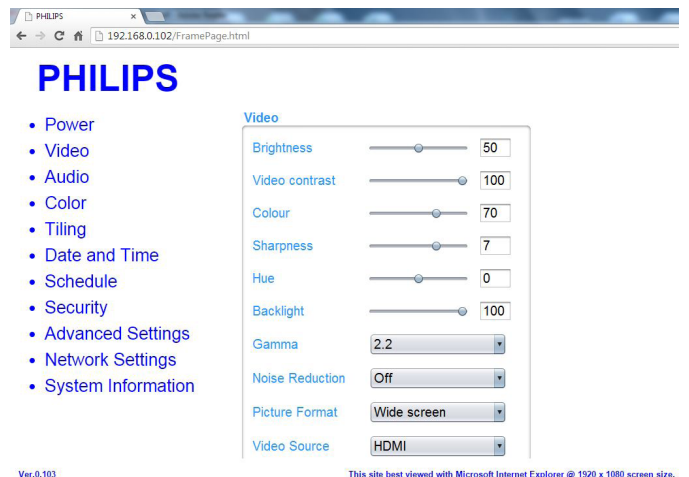 PHILIPS
192.168.0.102/FramePage.html
PHILIPS
Power
Video
Audio
Color
Tiling
Date and Time
Schedule
Security
Advanced Settings
Network Settings
System Information
Video
Brightness 50
Video contrast 100
Colour 70
Sharpness 7
Hue 0
Backlight 100
Gamma 2.2
Noise Reduction Off
Picture Format Wide screen
Video Source HDMI
Ver.0.103
This site best viewed with Microsoft Internet Explorer @ 1920 x 1080 screen size.